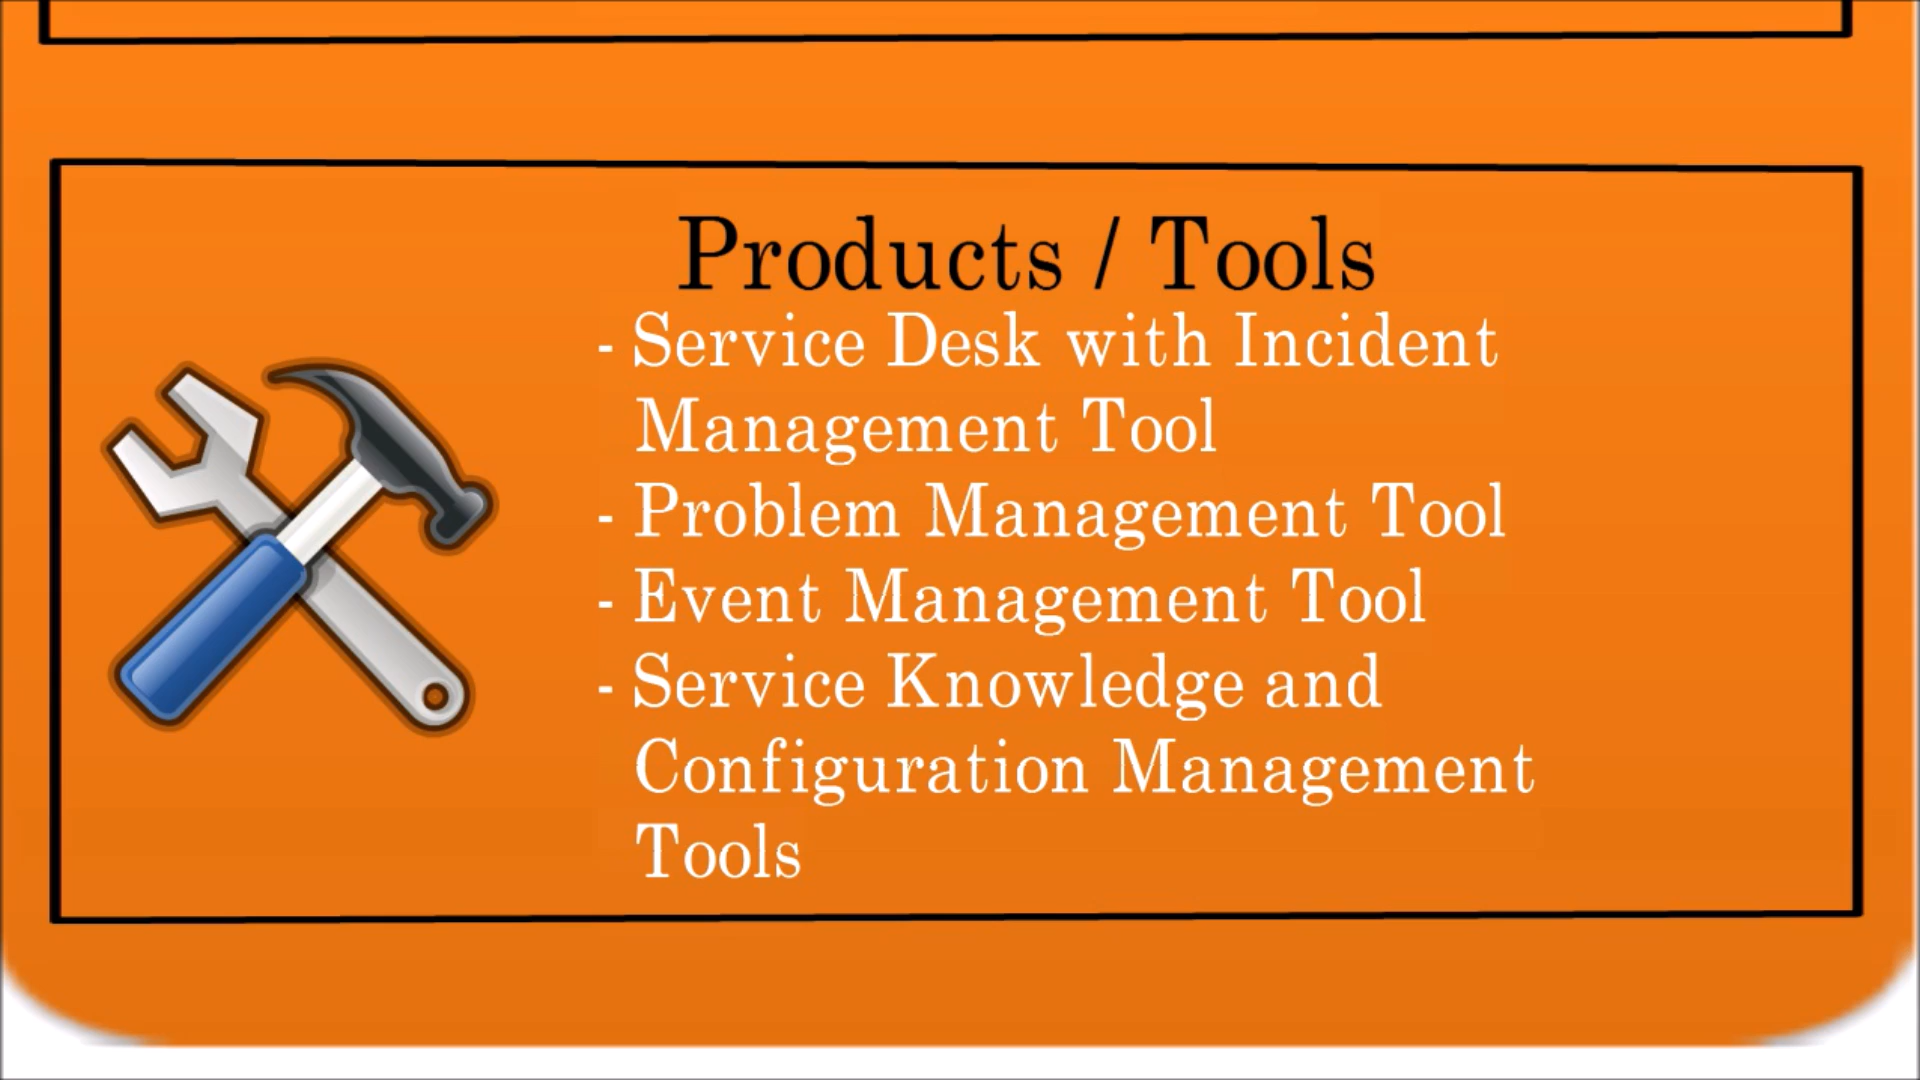 Products / Tools
- Service Desk with Incident
Management Tool
- Problem Management Tool
- Event Management Tool
- Service Knowledge and
Configuration Management
Tools